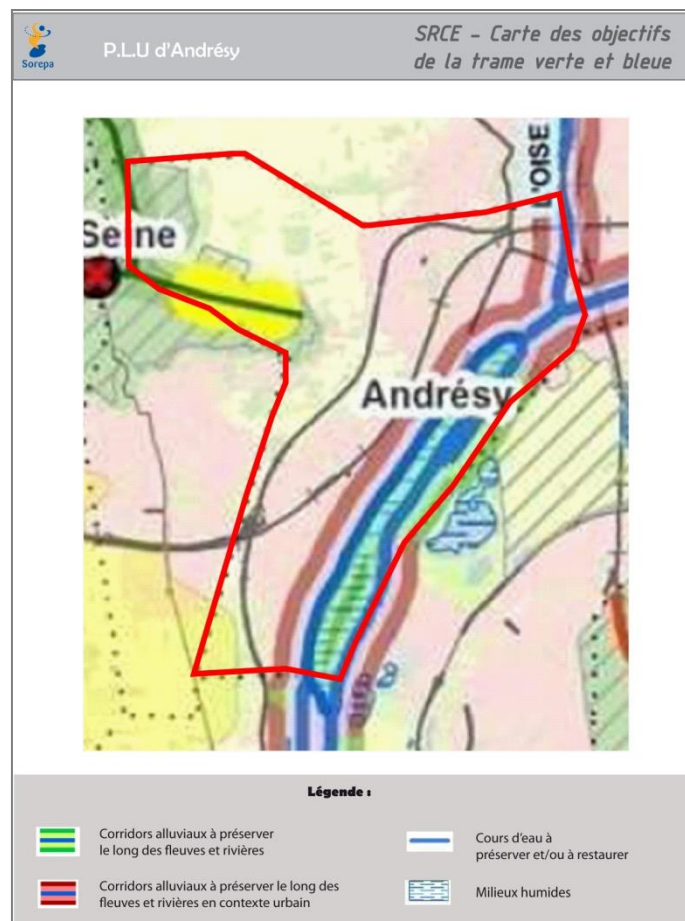 Sorepa
P.L.U d'Andrésy
SRCE - Carte des objectifs
de la trame verte et bleue
L'OISE
Seine
Andrésy
Légende :
Corridors alluviaux à préserver
le long des fleuves et rivières
Corridors alluviaux à préserver le long des
fleuves et rivières en contexte urbain
Cours d'eau à
préserver et/ou à restaurer
Milieux humides